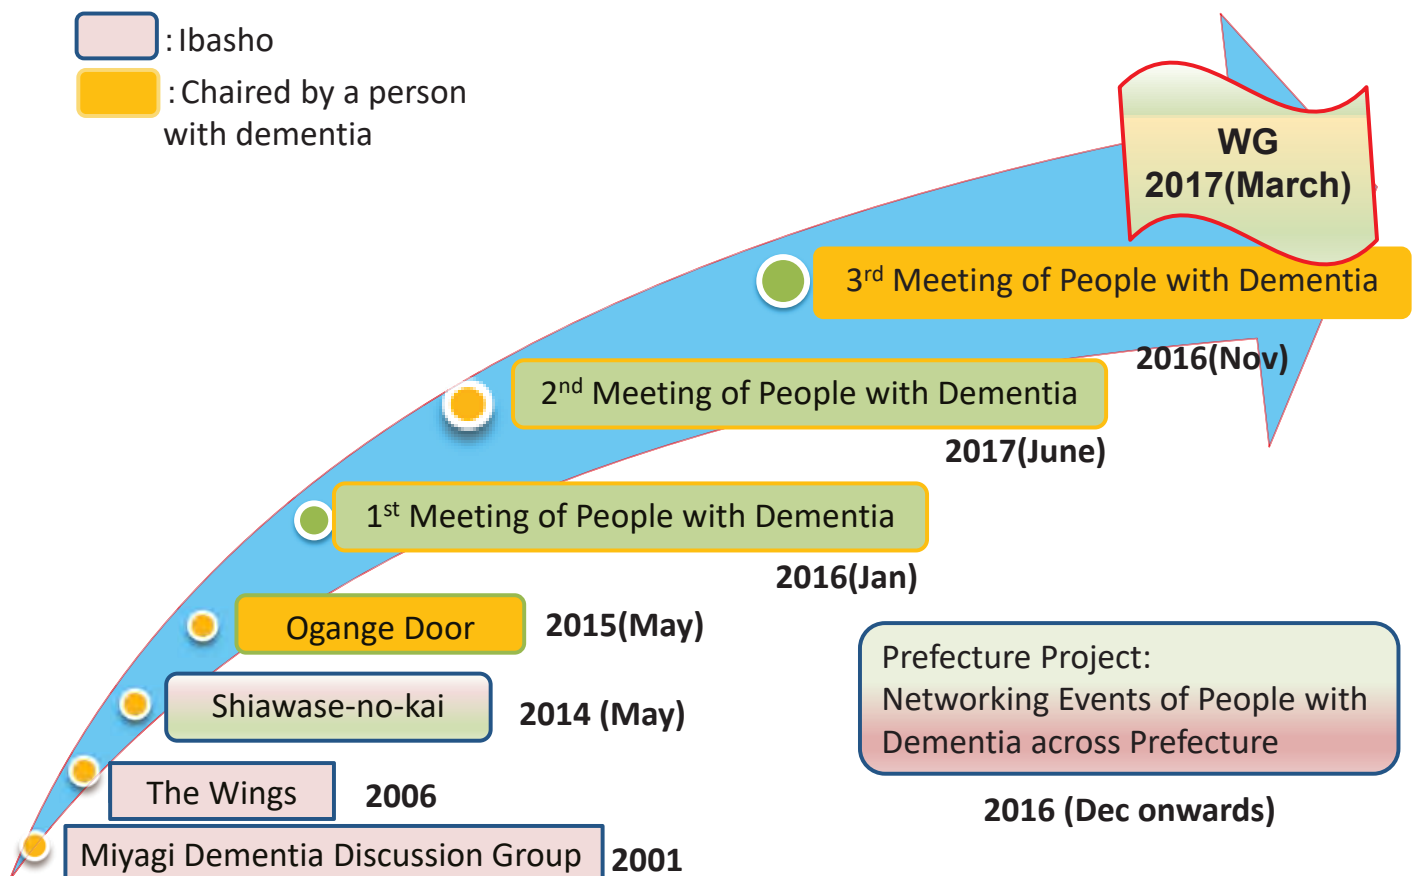 : Ibasho
: Chaired by a person
with dementia
WG
2017(March)
3rd Meeting of People with Dementia
2016(Nov)
2nd Meeting of People with Dementia
2017(June)
1st Meeting of People with Dementia
2016(Jan)
Ogange Door
2015(May)
Shiawase-no-kai
2014 (May)
The Wings
2006
Miyagi Dementia Discussion Group
2001
Prefecture Project:
Networking Events of People with
Dementia across Prefecture
2016 (Dec onwards)